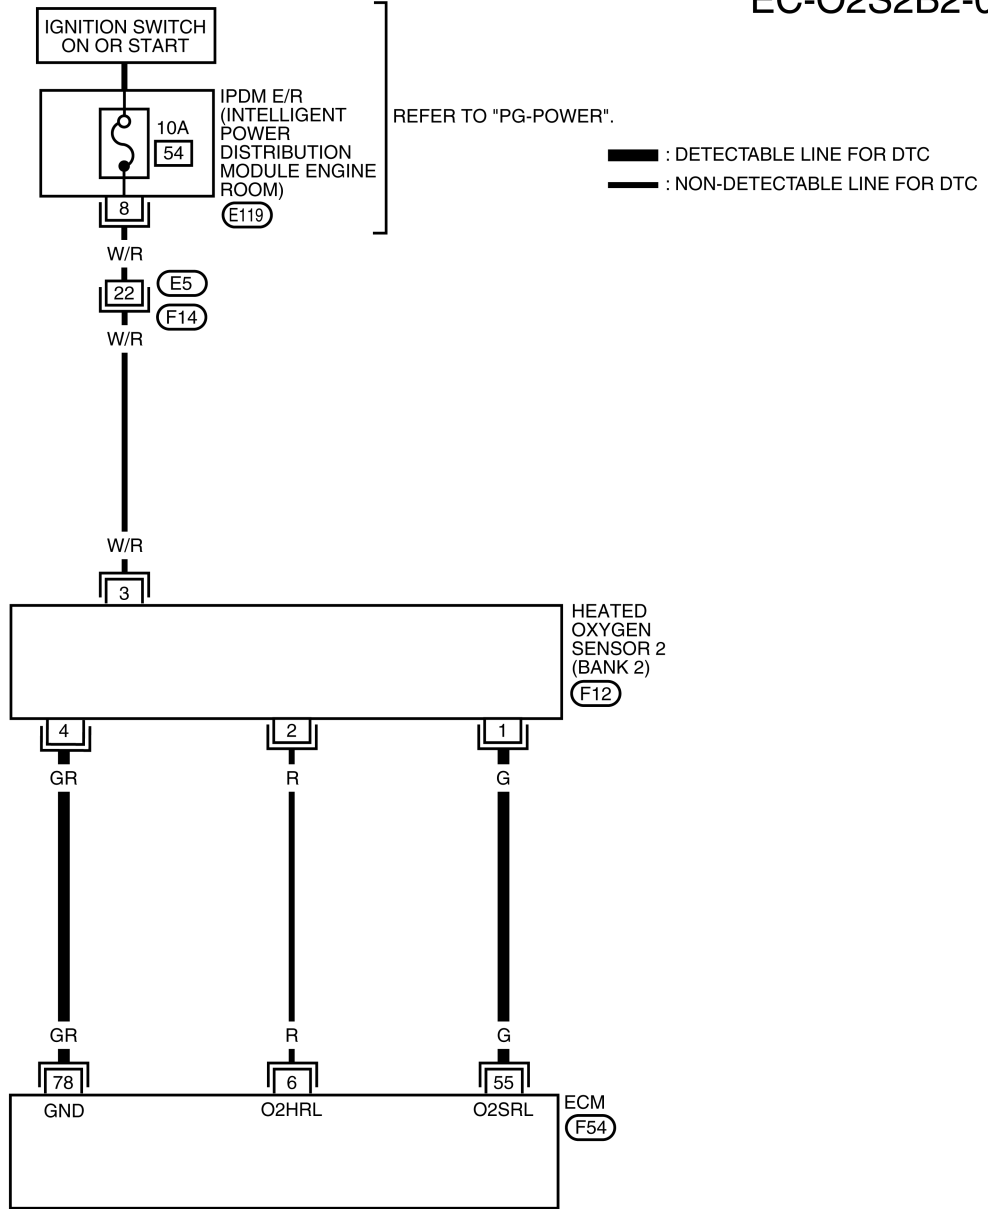 EC-O2S2B2-0
IGNITION SWITCH
ON OR START
IPDM E/R
(INTELLIGENT
POWER
DISTRIBUTION
MODULE ENGINE
ROOM)
E119
10A
54
8
REFER TO "PG-POWER".
: DETECTABLE LINE FOR DTC
: NON-DETECTABLE LINE FOR DTC
W/R
22
E5
F14
W/R
W/R
3
HEATED
OXYGEN
SENSOR 2
(BANK 2)
F12
4 2 1
GR R G
GR R G
78 6 55
GND O2HRL O2SRL
ECM
F54